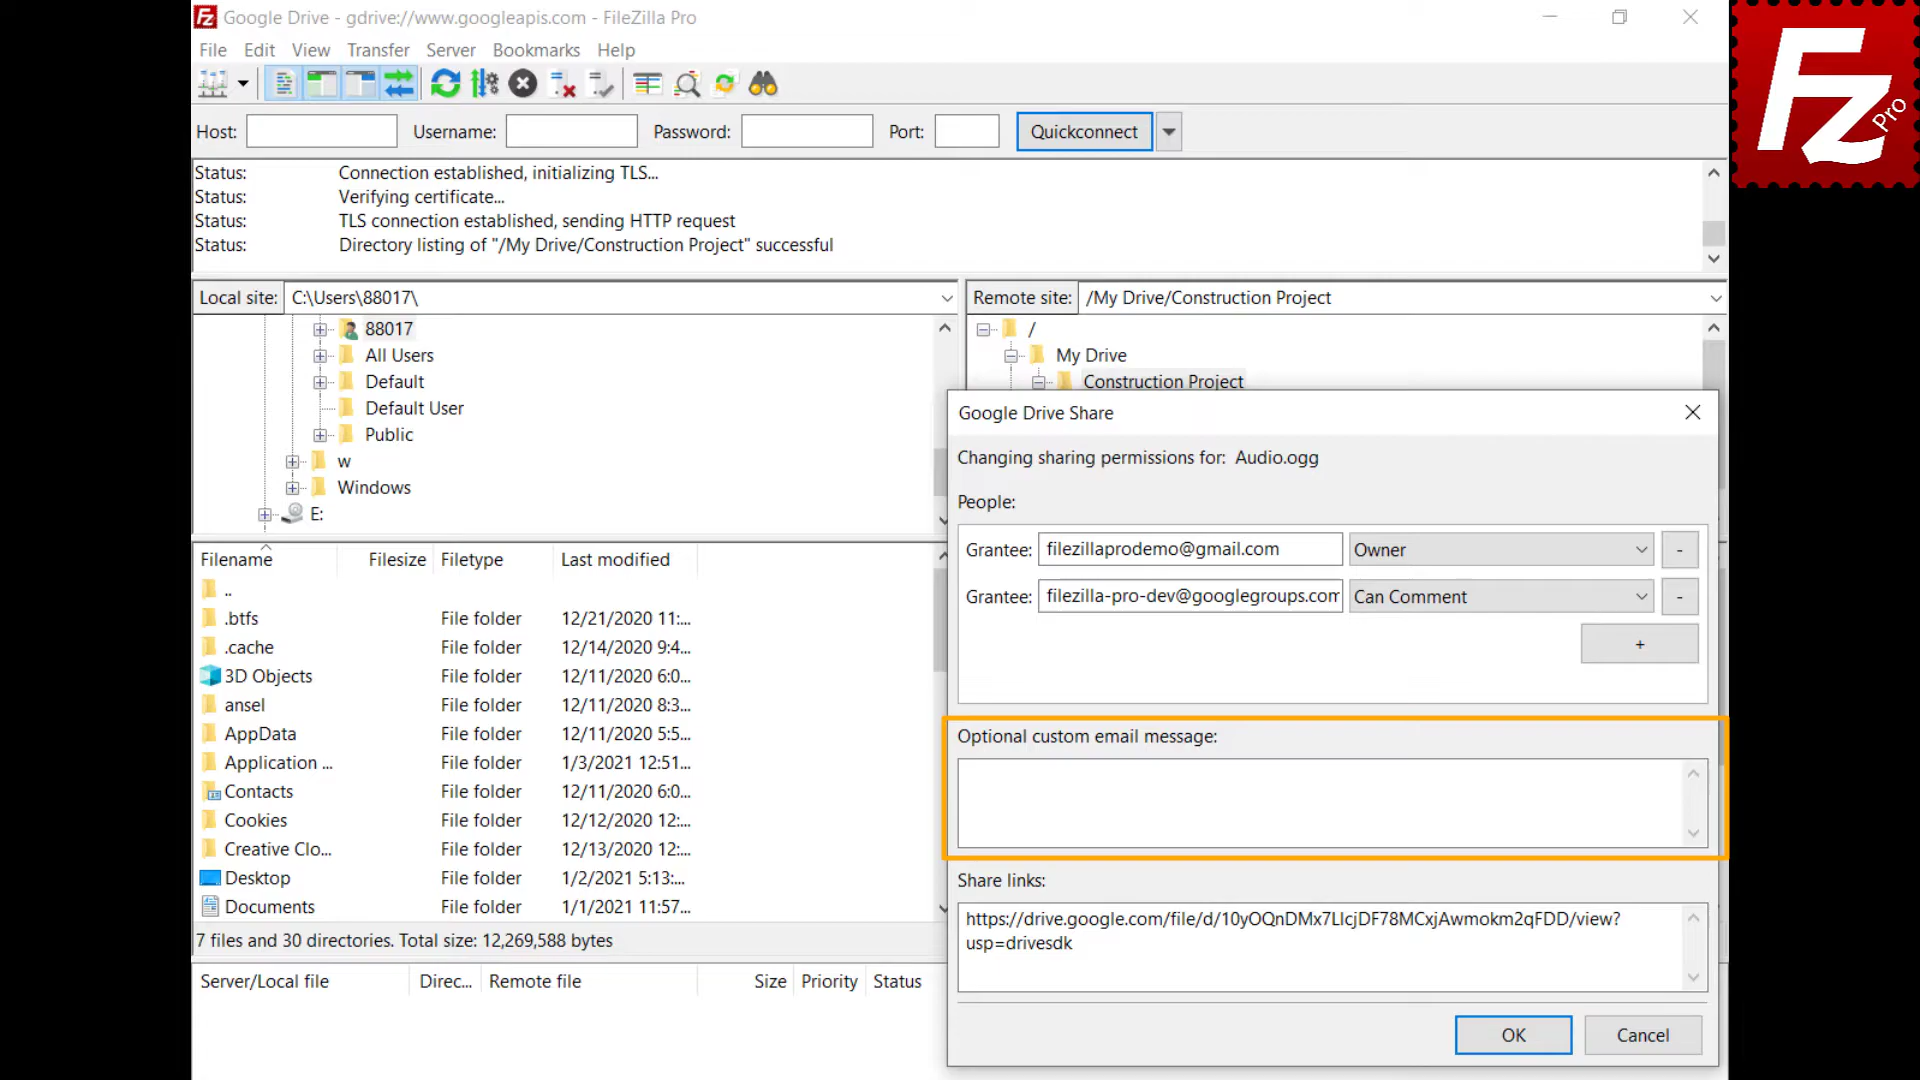 Google Drive - gdrive://www.googleapis.com - FileZilla Pro
File Edit View Transfer Server Bookmarks Help
Host: Username: Password: Port: Quickconnect
Status: Connection established, initializing TLS...
Status: Verifying certificate...
Status: TLS connection established, sending HTTP request
Status: Directory listing of "/My Drive/Construction Project" successful
Local site: C:\Users\88017\
88017
All Users
Default
Default User
Public
w
Windows
E:
Remote site: /My Drive/Construction Project
/
My Drive
Construction Project
Filename Filesize Filetype Last modified
..
.btfs File folder 12/21/2020 11:...
.cache File folder 12/14/2020 9:4...
3D Objects File folder 12/11/2020 6:0...
ansel File folder 12/11/2020 8:3...
AppData File folder 12/11/2020 5:5...
Application ... File folder 1/3/2021 12:51...
Contacts File folder 12/11/2020 6:0...
Cookies File folder 12/12/2020 12:...
Creative Clo... File folder 12/13/2020 12:...
Desktop File folder 1/2/2021 5:13:...
Documents File folder 1/1/2021 11:57...
7 files and 30 directories. Total size: 12,269,588 bytes
Server/Local file Direc... Remote file Size Priority Status
Google Drive Share
Changing sharing permissions for: Audio.ogg
People:
Grantee: filezillaprodemo@gmail.com Owner -
Grantee: filezilla-pro-dev@googlegroups.com Can Comment -
+
Optional custom email message:
Share links:
https://drive.google.com/file/d/10yOQnDMx7LIcjDF78MCxjAwmokm2qFDD/view?
usp=drivesdk
OK Cancel
Fz Pro